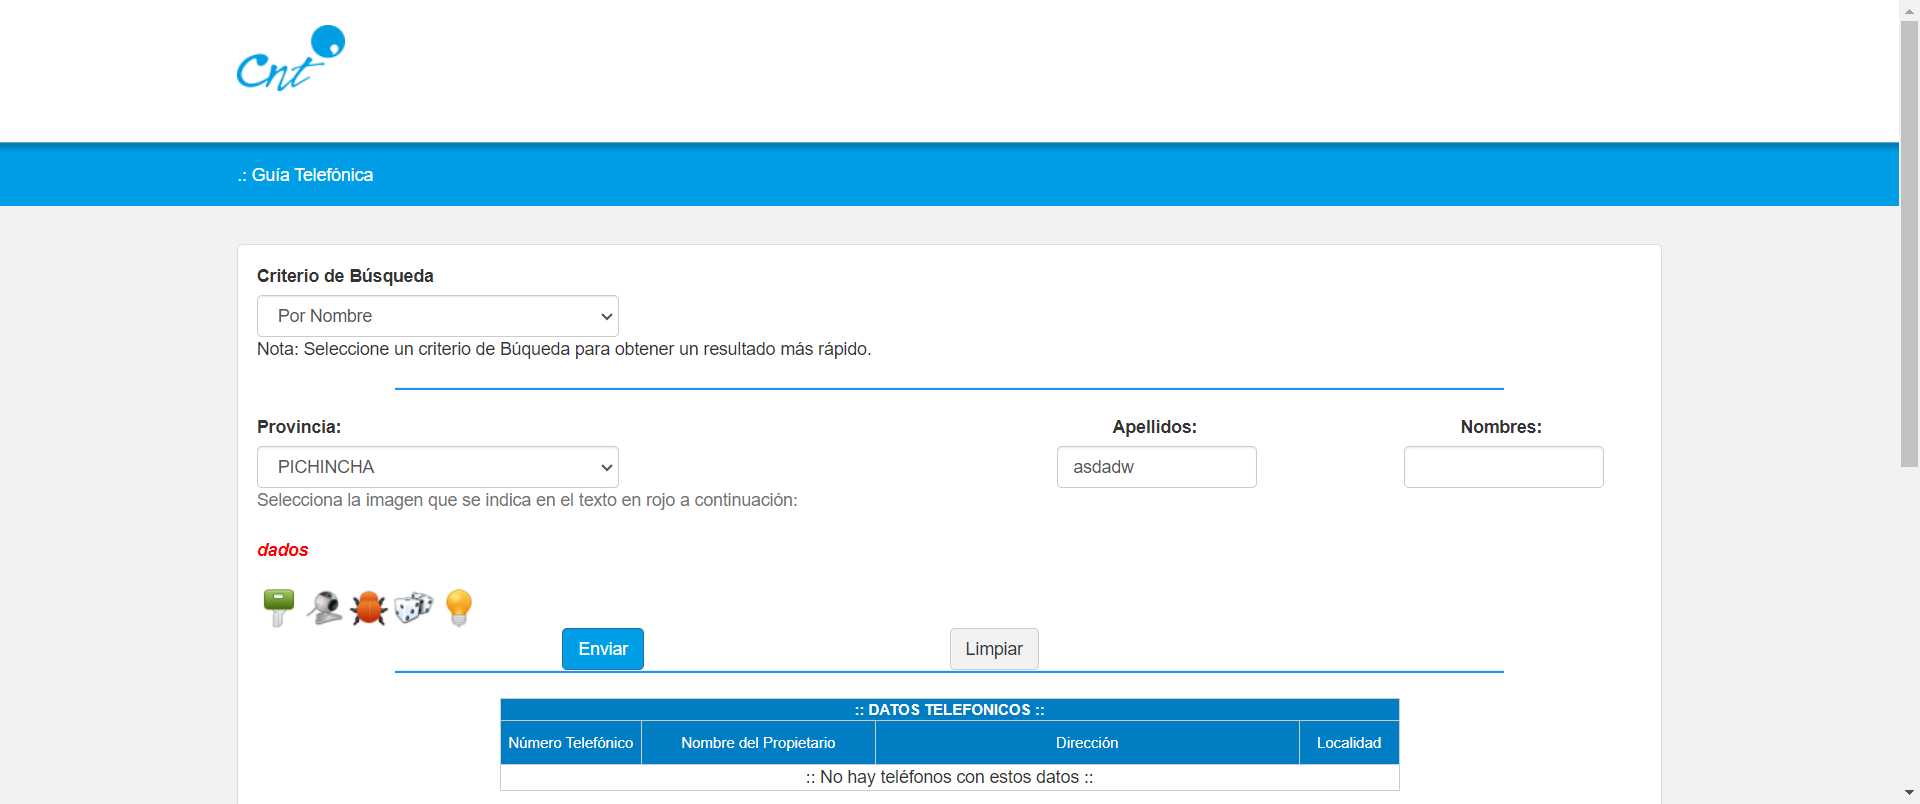 Cnt
.: Guía Telefónica
Criterio de Búsqueda
Por Nombre
Nota: Seleccione un criterio de Búqueda para obtener un resultado más rápido.
Provincia: Apellidos: Nombres:
PICHINCHA asdadw
Selecciona la imagen que se indica en el texto en rojo a continuación:
dados
Enviar Limpiar
:: DATOS TELEFONICOS ::
Número Telefónico Nombre del Propietario Dirección Localidad
:: No hay teléfonos con estos datos ::